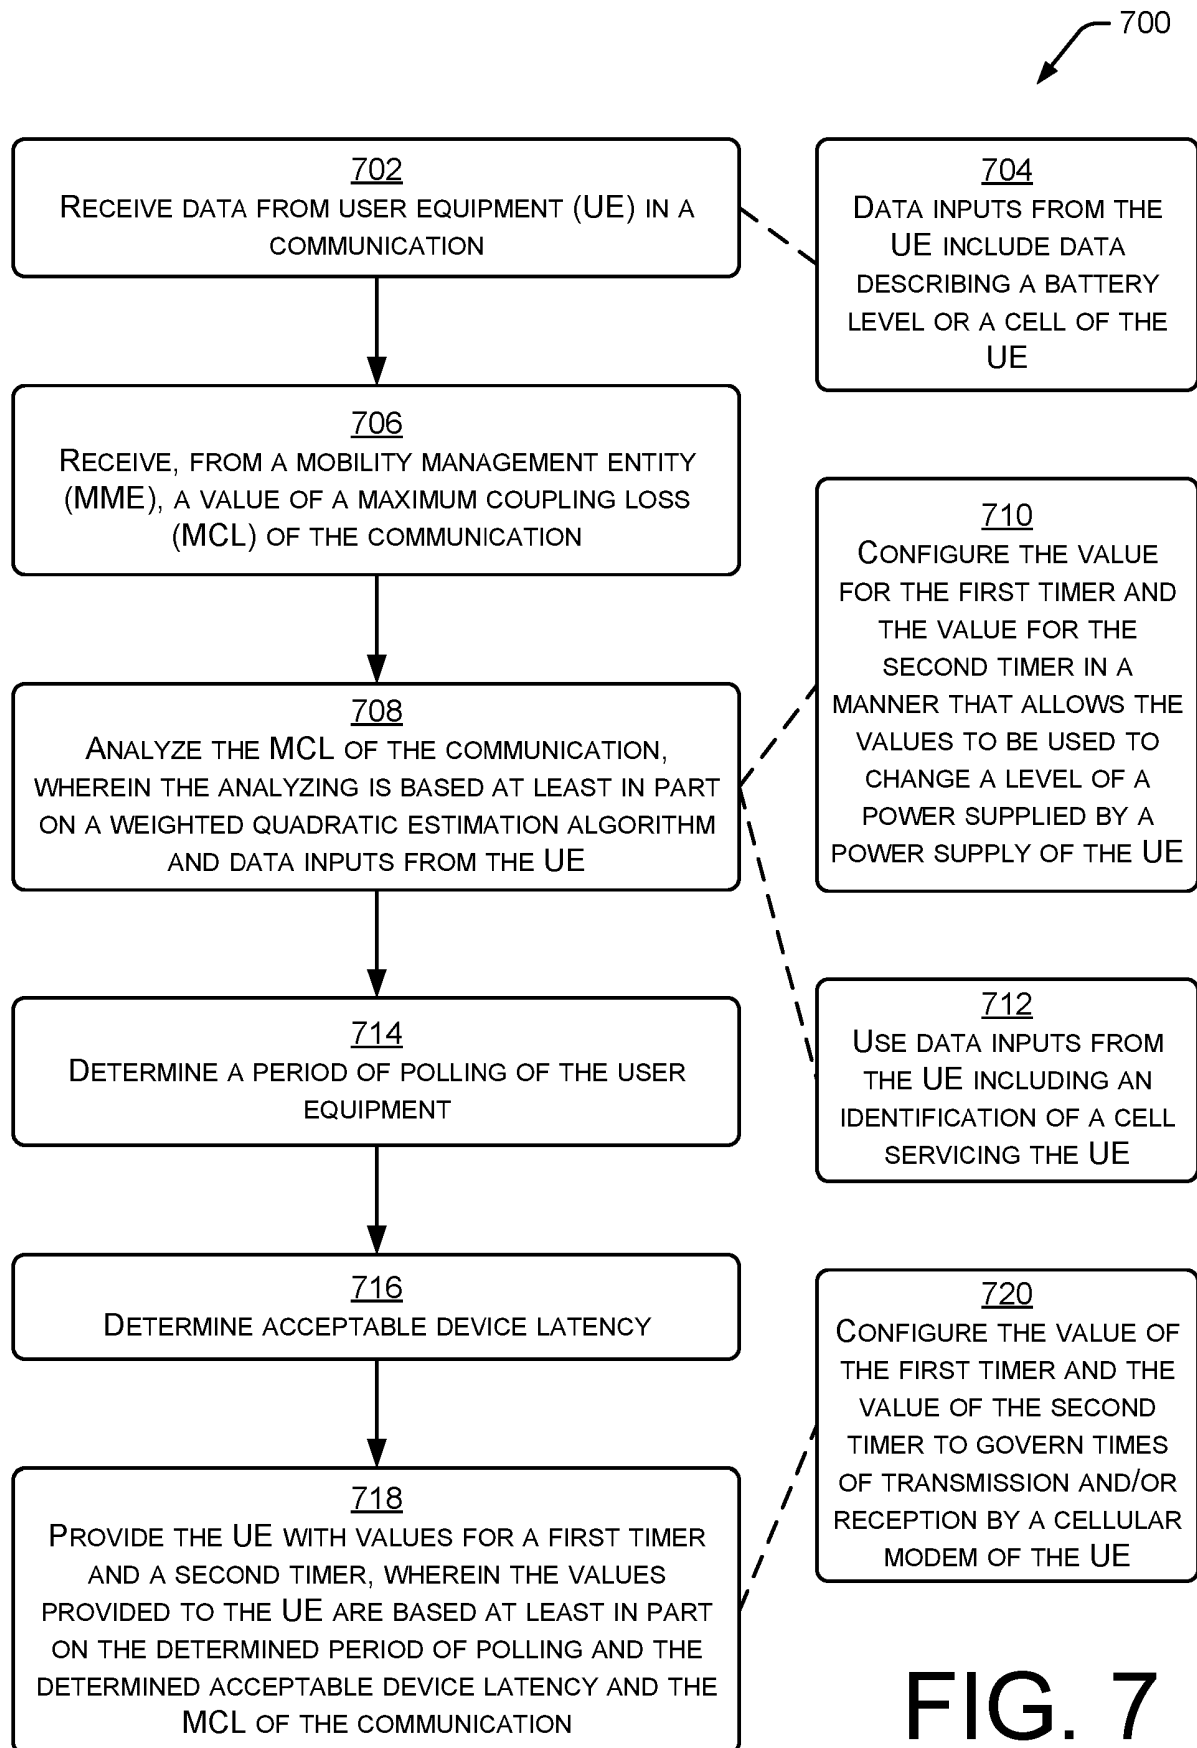 700
702
RECEIVE DATA FROM USER EQUIPMENT (UE) IN A
COMMUNICATION
704
DATA INPUTS FROM THE
UE INCLUDE DATA
DESCRIBING A BATTERY
LEVEL OR A CELL OF THE
UE
706
RECEIVE, FROM A MOBILITY MANAGEMENT ENTITY
(MME), A VALUE OF A MAXIMUM COUPLING LOSS
(MCL) OF THE COMMUNICATION
708
ANALYZE THE MCL OF THE COMMUNICATION,
WHEREIN THE ANALYZING IS BASED AT LEAST IN PART
ON A WEIGHTED QUADRATIC ESTIMATION ALGORITHM
AND DATA INPUTS FROM THE UE
710
CONFIGURE THE VALUE
FOR THE FIRST TIMER AND
THE VALUE FOR THE
SECOND TIMER IN A
MANNER THAT ALLOWS THE
VALUES TO BE USED TO
CHANGE A LEVEL OF A
POWER SUPPLIED BY A
POWER SUPPLY OF THE UE
712
USE DATA INPUTS FROM
THE UE INCLUDING AN
IDENTIFICATION OF A CELL
SERVICING THE UE
714
DETERMINE A PERIOD OF POLLING OF THE USER
EQUIPMENT
716
DETERMINE ACCEPTABLE DEVICE LATENCY
718
PROVIDE THE UE WITH VALUES FOR A FIRST TIMER
AND A SECOND TIMER, WHEREIN THE VALUES
PROVIDED TO THE UE ARE BASED AT LEAST IN PART
ON THE DETERMINED PERIOD OF POLLING AND THE
DETERMINED ACCEPTABLE DEVICE LATENCY AND THE
MCL OF THE COMMUNICATION
720
CONFIGURE THE VALUE OF
THE FIRST TIMER AND THE
VALUE OF THE SECOND
TIMER TO GOVERN TIMES
OF TRANSMISSION AND/OR
RECEPTION BY A CELLULAR
MODEM OF THE UE
FIG. 7